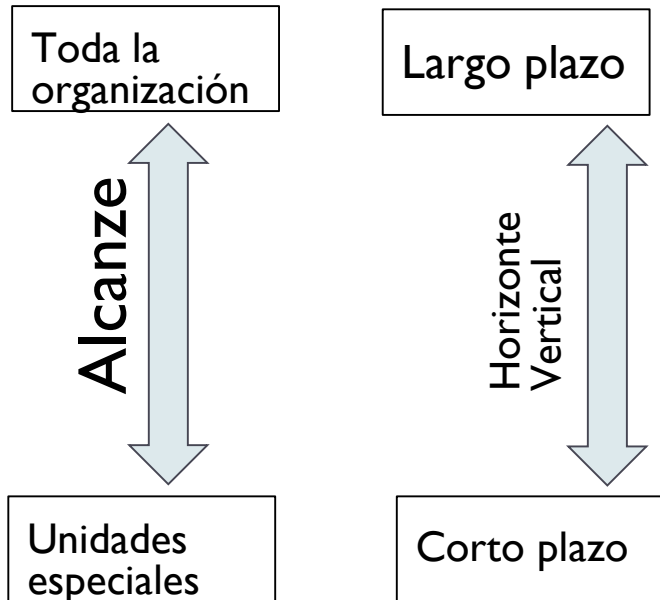 Toda la
organización
Largo plazo
Alcanze
Horizonte
Vertical
Unidades
especiales
Corto plazo